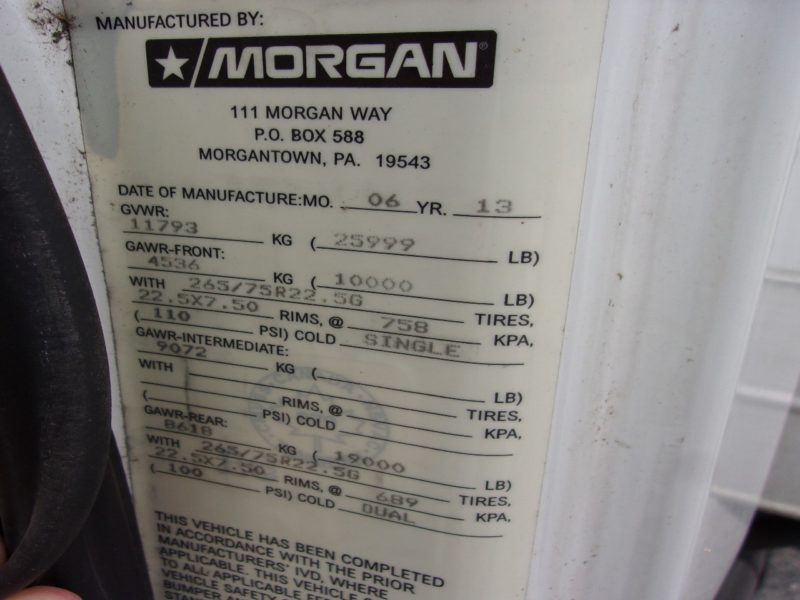 MANUFACTURED BY:
MORGAN®
111 MORGAN WAY
P.O. BOX 588
MORGANTOWN, PA. 19543
DATE OF MANUFACTURE:MO. 06 YR. 13
GVWR:
11793 KG ( 25999 LB)
GAWR-FRONT:
4536 KG ( 10000 LB)
WITH 265/75R22.5G TIRES,
22.5X7.50 RIMS, @ 758 KPA,
( 110 PSI) COLD SINGLE
GAWR-INTERMEDIATE:
9072 KG ( LB)
WITH TIRES,
RIMS, @ KPA,
( PSI) COLD
GAWR-REAR:
8618 KG ( 19000 LB)
WITH 265/75R22.5G TIRES,
22.5X7.50 RIMS, @ 689 KPA,
( 100 PSI) COLD DUAL
THIS VEHICLE HAS BEEN COMPLETED
IN ACCORDANCE WITH THE PRIOR
MANUFACTURERS' IVD, WHERE
APPLICABLE. THIS VEHICLE
TO ALL APPLICABLE
VEHICLE SAFETY
BUMPER